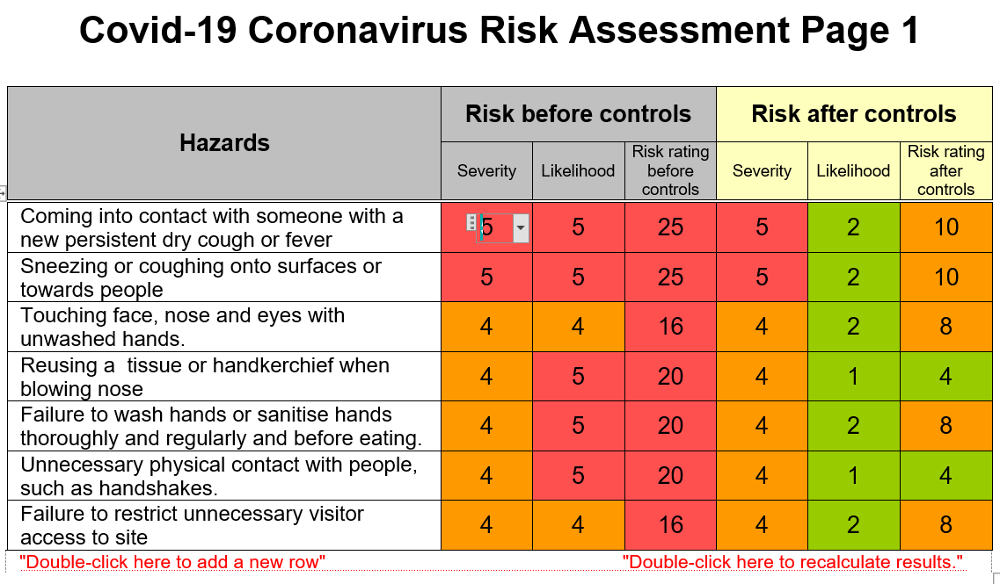 Covid-19 Coronavirus Risk Assessment Page 1
Hazards
Risk before controls
Risk after controls
Severity
Likelihood
Risk rating
before
controls
Severity
Likelihood
Risk rating
after
controls
Coming into contact with someone with a
new persistent dry cough or fever
5 5 25 5 2 10
Sneezing or coughing onto surfaces or
towards people
5 5 25 5 2 10
Touching face, nose and eyes with
unwashed hands.
4 4 16 4 2 8
Reusing a  tissue or handkerchief when
blowing nose
4 5 20 4 1 4
Failure to wash hands or sanitise hands
thoroughly and regularly and before eating.
4 5 20 4 2 8
Unnecessary physical contact with people,
such as handshakes.
4 5 20 4 1 4
Failure to restrict unnecessary visitor
access to site
4 4 16 4 2 8
"Double-click here to add a new row"
"Double-click here to recalculate results."